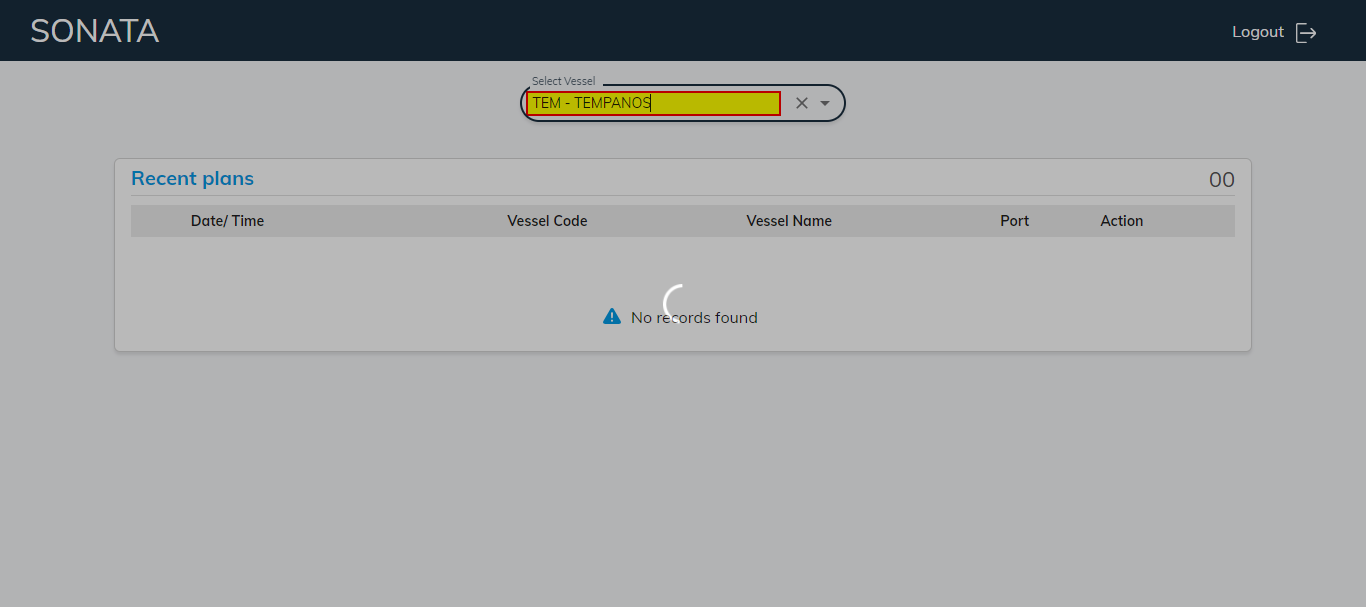 SONATA
Logout
Select Vessel
TEM - TEMPANOS
Recent plans
00
Date/ Time Vessel Code Vessel Name Port Action
No records found